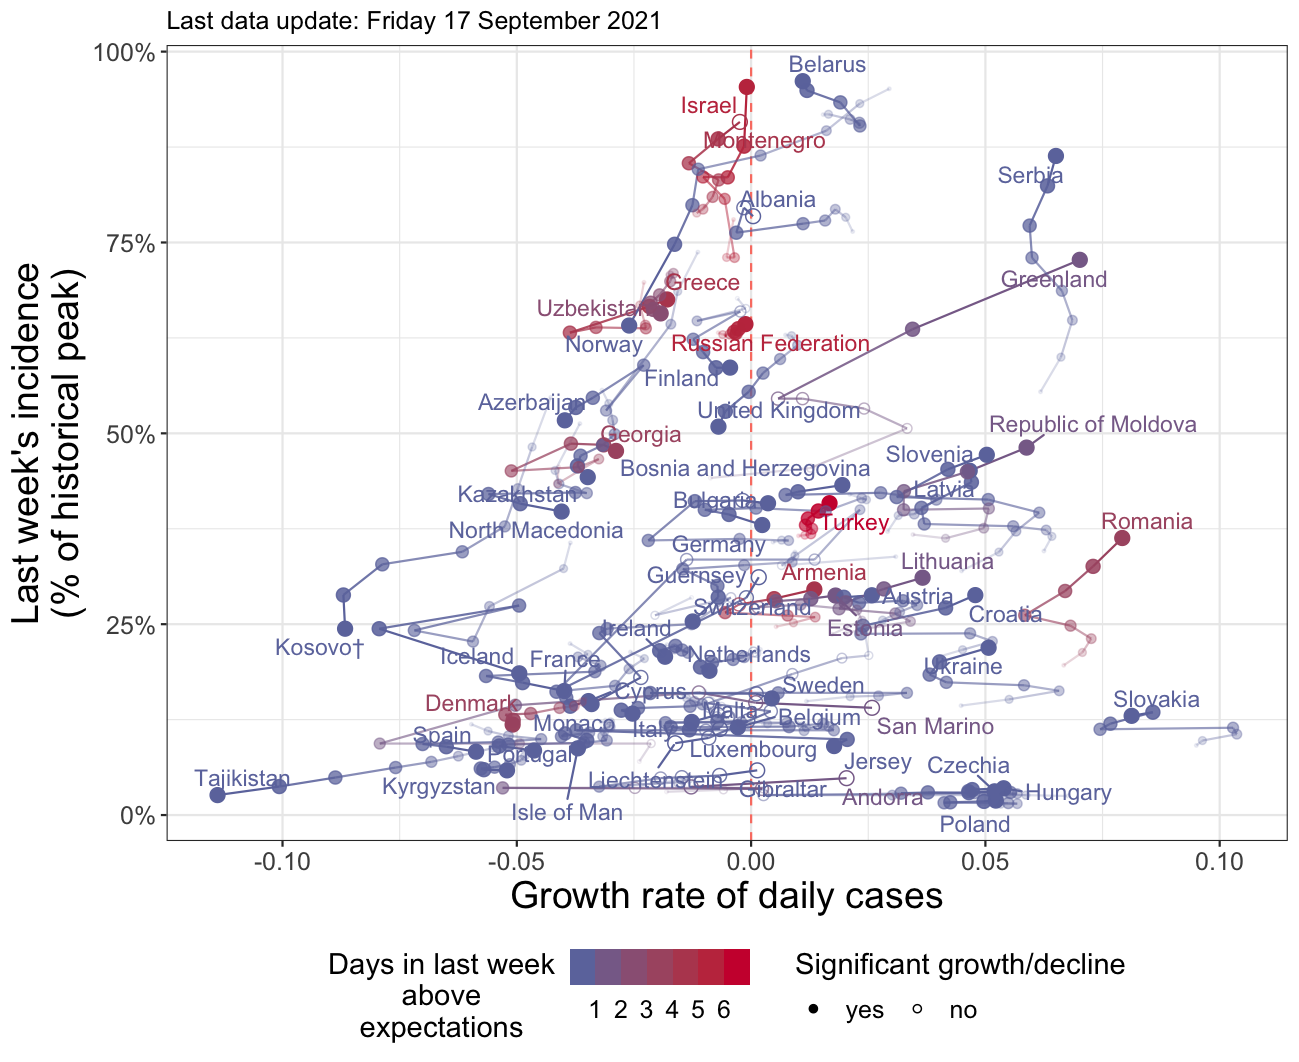 Last data update: Friday 17 September 2021
100%
75%
50%
25%
0%
Last week's incidence
(% of historical peak)
Belarus
Israel
Montenegro
Serbia
Albania
Greenland
Greece
Uzbekistan
Norway
Russian Federation
Finland
Azerbaijan
United Kingdom
Republic of Moldova
Georgia
Slovenia
Bosnia and Herzegovina
Kazakhstan
Bulgaria
Latvia
North Macedonia
Turkey
Romania
Germany
Lithuania
Guernsey
Armenia
Switzerland
Austria
Croatia
Ireland
Estonia
Kosovo†
Iceland
France
Netherlands
Ukraine
Cyprus
Sweden
Slovakia
Denmark
Malta
Belgium
San Marino
Monaco
Italy
Spain
Portugal
Luxembourg
Jersey
Czechia
Tajikistan
Kyrgyzstan
Liechtenstein
Gibraltar
Andorra
Hungary
Isle of Man
Poland
-0.10 -0.05 0.00 0.05 0.10
Growth rate of daily cases
Days in last week
above
expectations
1 2 3 4 5 6
Significant growth/decline
yes no